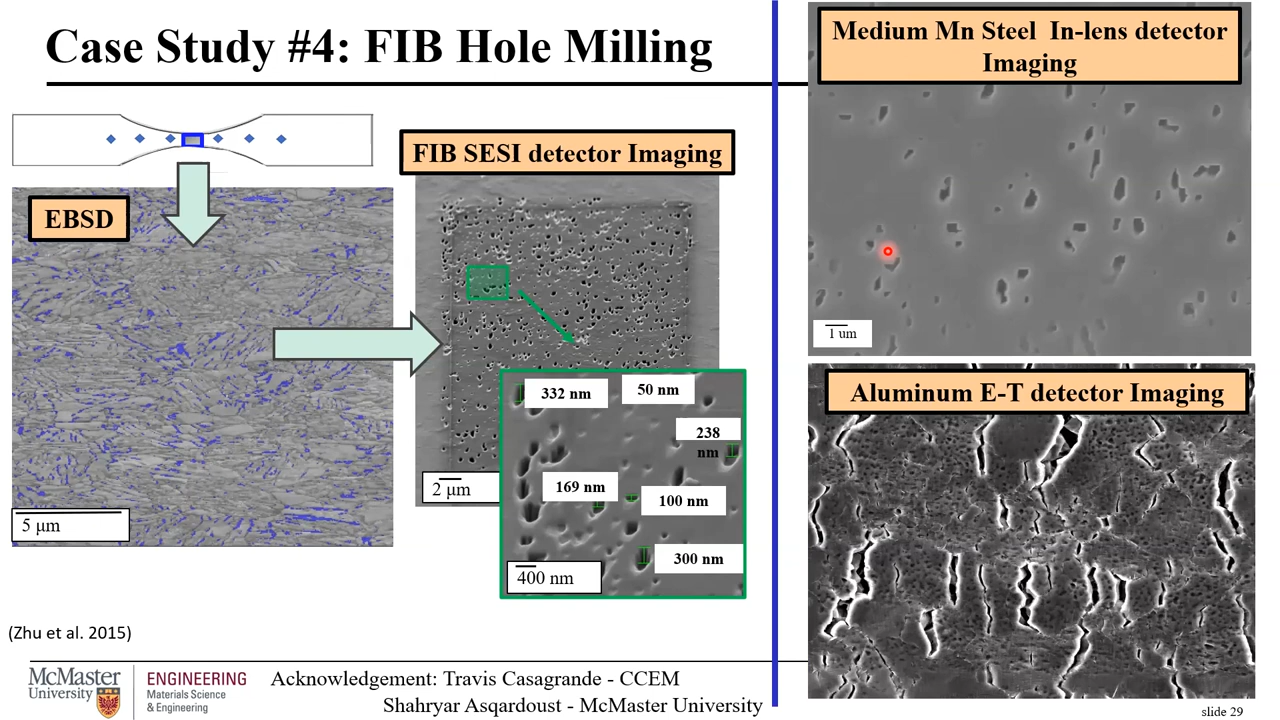 Case Study #4: FIB Hole Milling
EBSD
5 μm
FIB SESI detector Imaging
2 μm
332 nm
50 nm
238
nm
169 nm
100 nm
300 nm
400 nm
Medium Mn Steel In-lens detector
Imaging
1 um
Aluminum E-T detector Imaging
(Zhu et al. 2015)
McMaster
University
ENGINEERING
Materials Science
& Engineering
Acknowledgement: Travis Casagrande - CCEM
Shahryar Asqardoust - McMaster University
slide 29